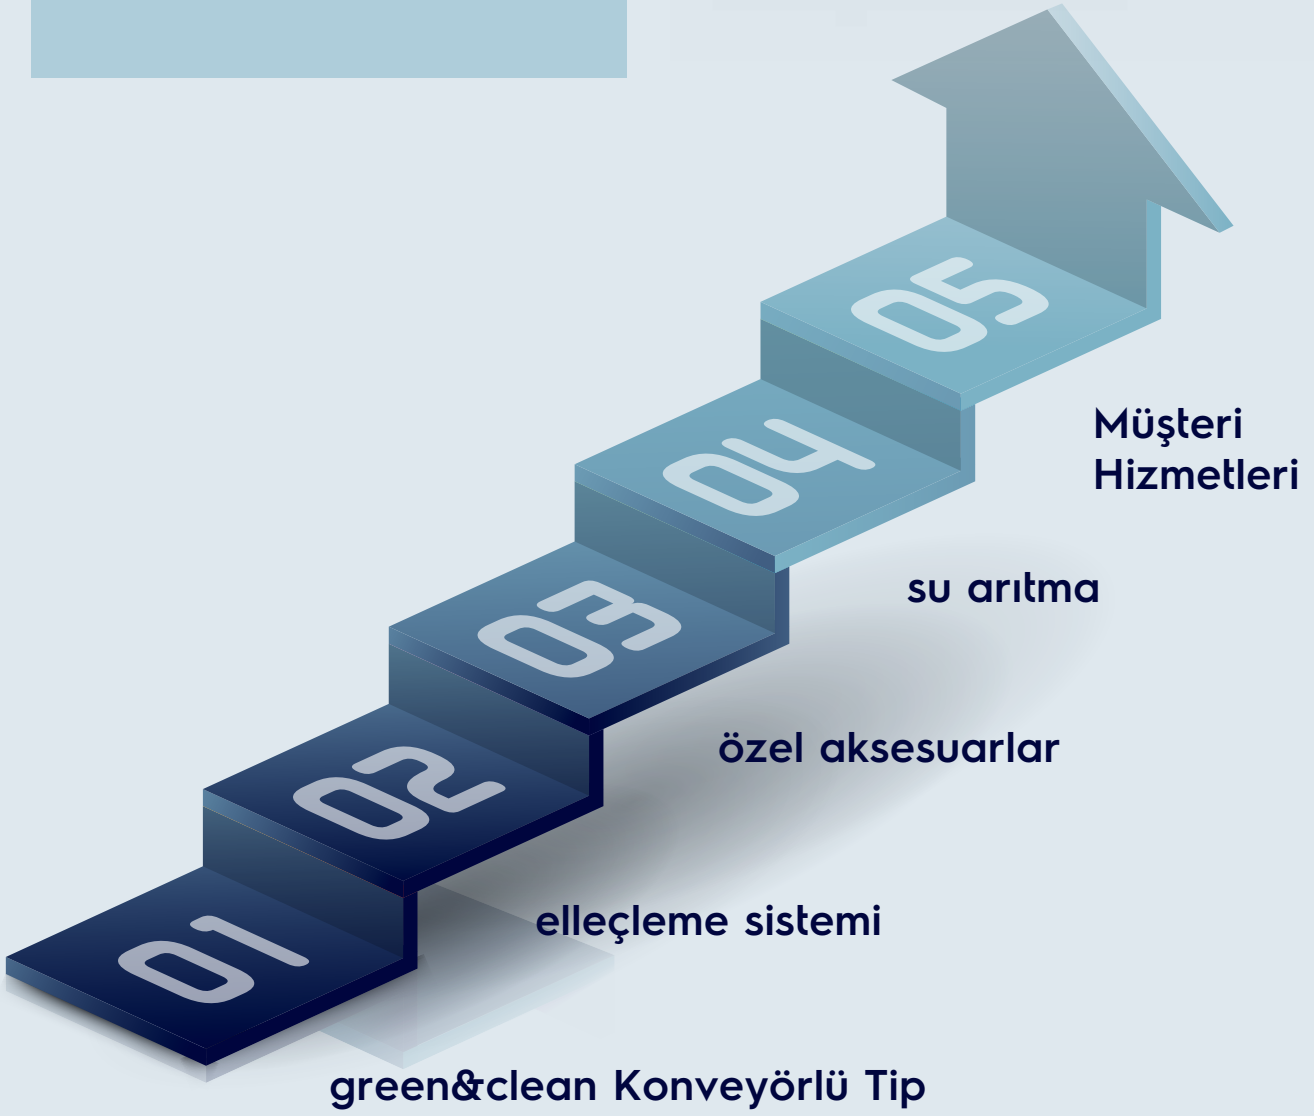 05
Müşteri
Hizmetleri
04
su arıtma
03
özel aksesuarlar
02
elleçleme sistemi
01
green&clean Konveyörlü Tip